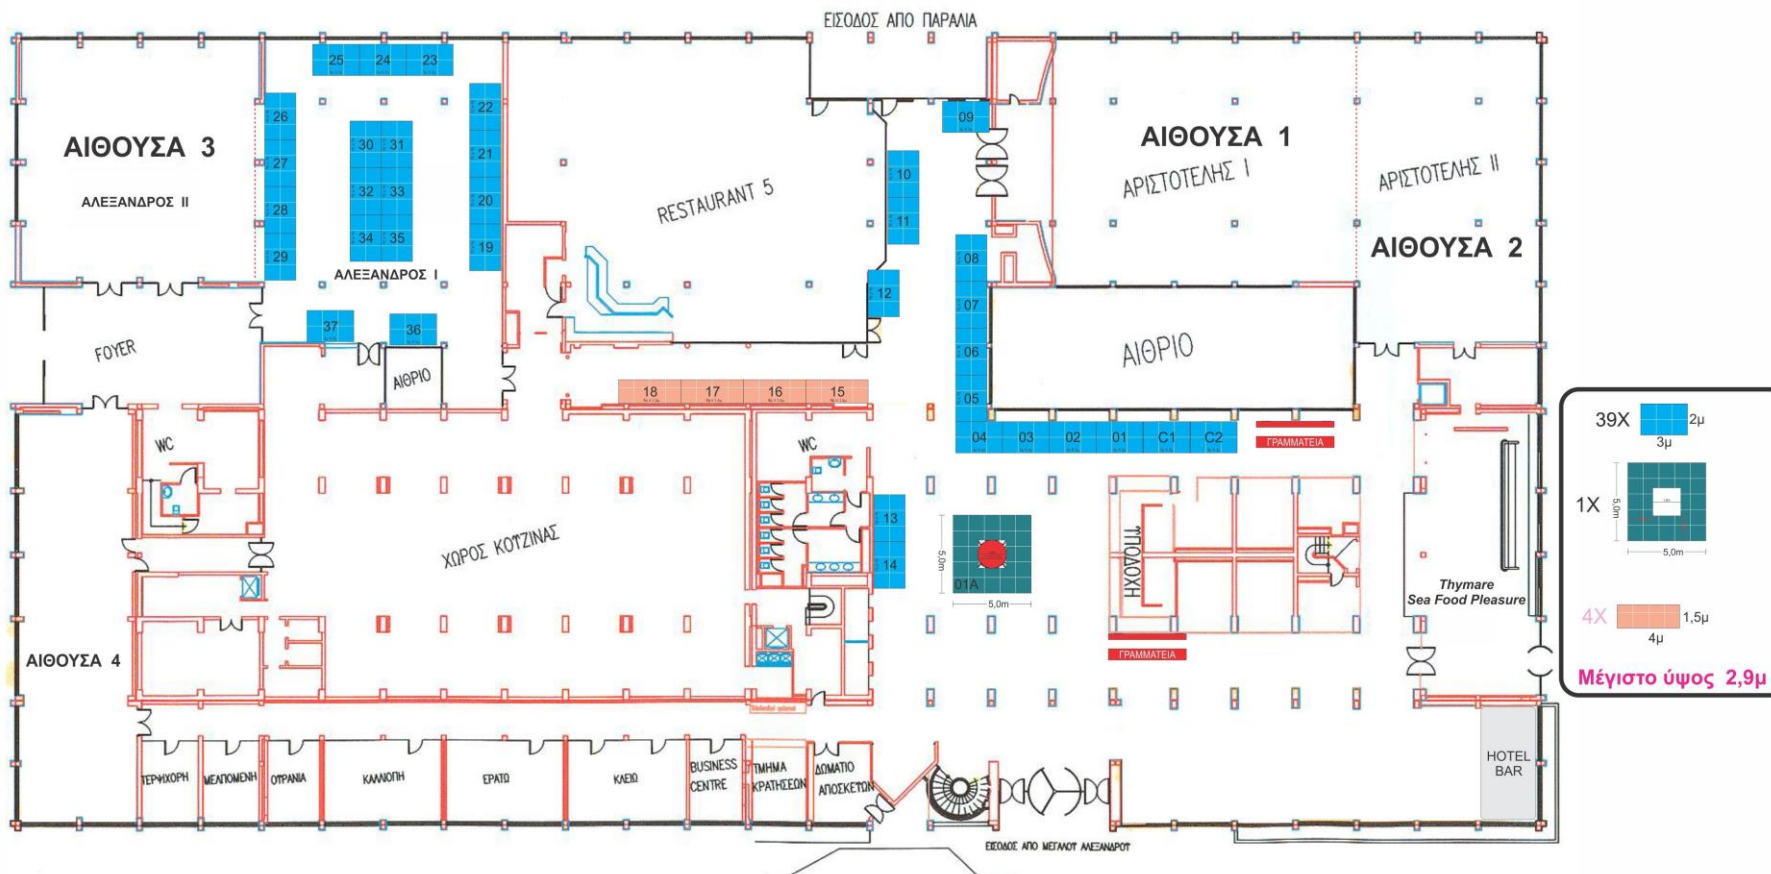 ΕΙΣΟΔΟΣ ΑΠΟ ΠΑΡΑΛΙΑ
25 24 23
26
27
28
29
22
21
20
19
30 31
32 33
34 35
ΑΙΘΟΥΣΑ 3
ΑΛΕΞΑΝΔΡΟΣ ΙΙ
ΑΛΕΞΑΝΔΡΟΣ Ι
RESTAURANT 5
09
10
11
12
ΑΙΘΟΥΣΑ 1
ΑΡΙΣΤΟΤΕΛΗΣ Ι
ΑΡΙΣΤΟΤΕΛΗΣ ΙΙ
ΑΙΘΟΥΣΑ 2
08
07
06
05
ΑΙΘΡΙΟ
37
36
FOYER
ΑΙΘΡΙΟ
18 17 16 15
04 03 02 01 C1 C2
ΓΡΑΜΜΑΤΕΙΑ
WC
WC
ΧΩΡΟΣ ΚΟΥΖΙΝΑΣ
13
14
5,0m
01A
5,0m
ΥΠΟΔΟΧΗ
Thymare
Sea Food Pleasure
ΓΡΑΜΜΑΤΕΙΑ
ΑΙΘΟΥΣΑ 4
ΤΕΡΨΙΧΟΡΗ
ΜΕΛΠΟΜΕΝΗ
ΟΥΡΑΝΙΑ
ΚΑΛΛΙΟΠΗ
ΕΡΑΤΩ
ΚΛΕΙΩ
BUSINESS
CENTRE
ΤΜΗΜΑ
ΚΡΑΤΗΣΕΩΝ
ΔΩΜΑΤΙΟ
ΑΠΟΣΚΕΥΩΝ
HOTEL
BAR
ΕΙΣΟΔΟΣ ΑΠΟ ΜΕΓΑΛΟΥ ΑΛΕΞΑΝΔΡΟΥ
39X 2μ
3μ
1X 5,0m
5,0m
4X 1,5μ
4μ
Μέγιστο ύψος 2,9μ